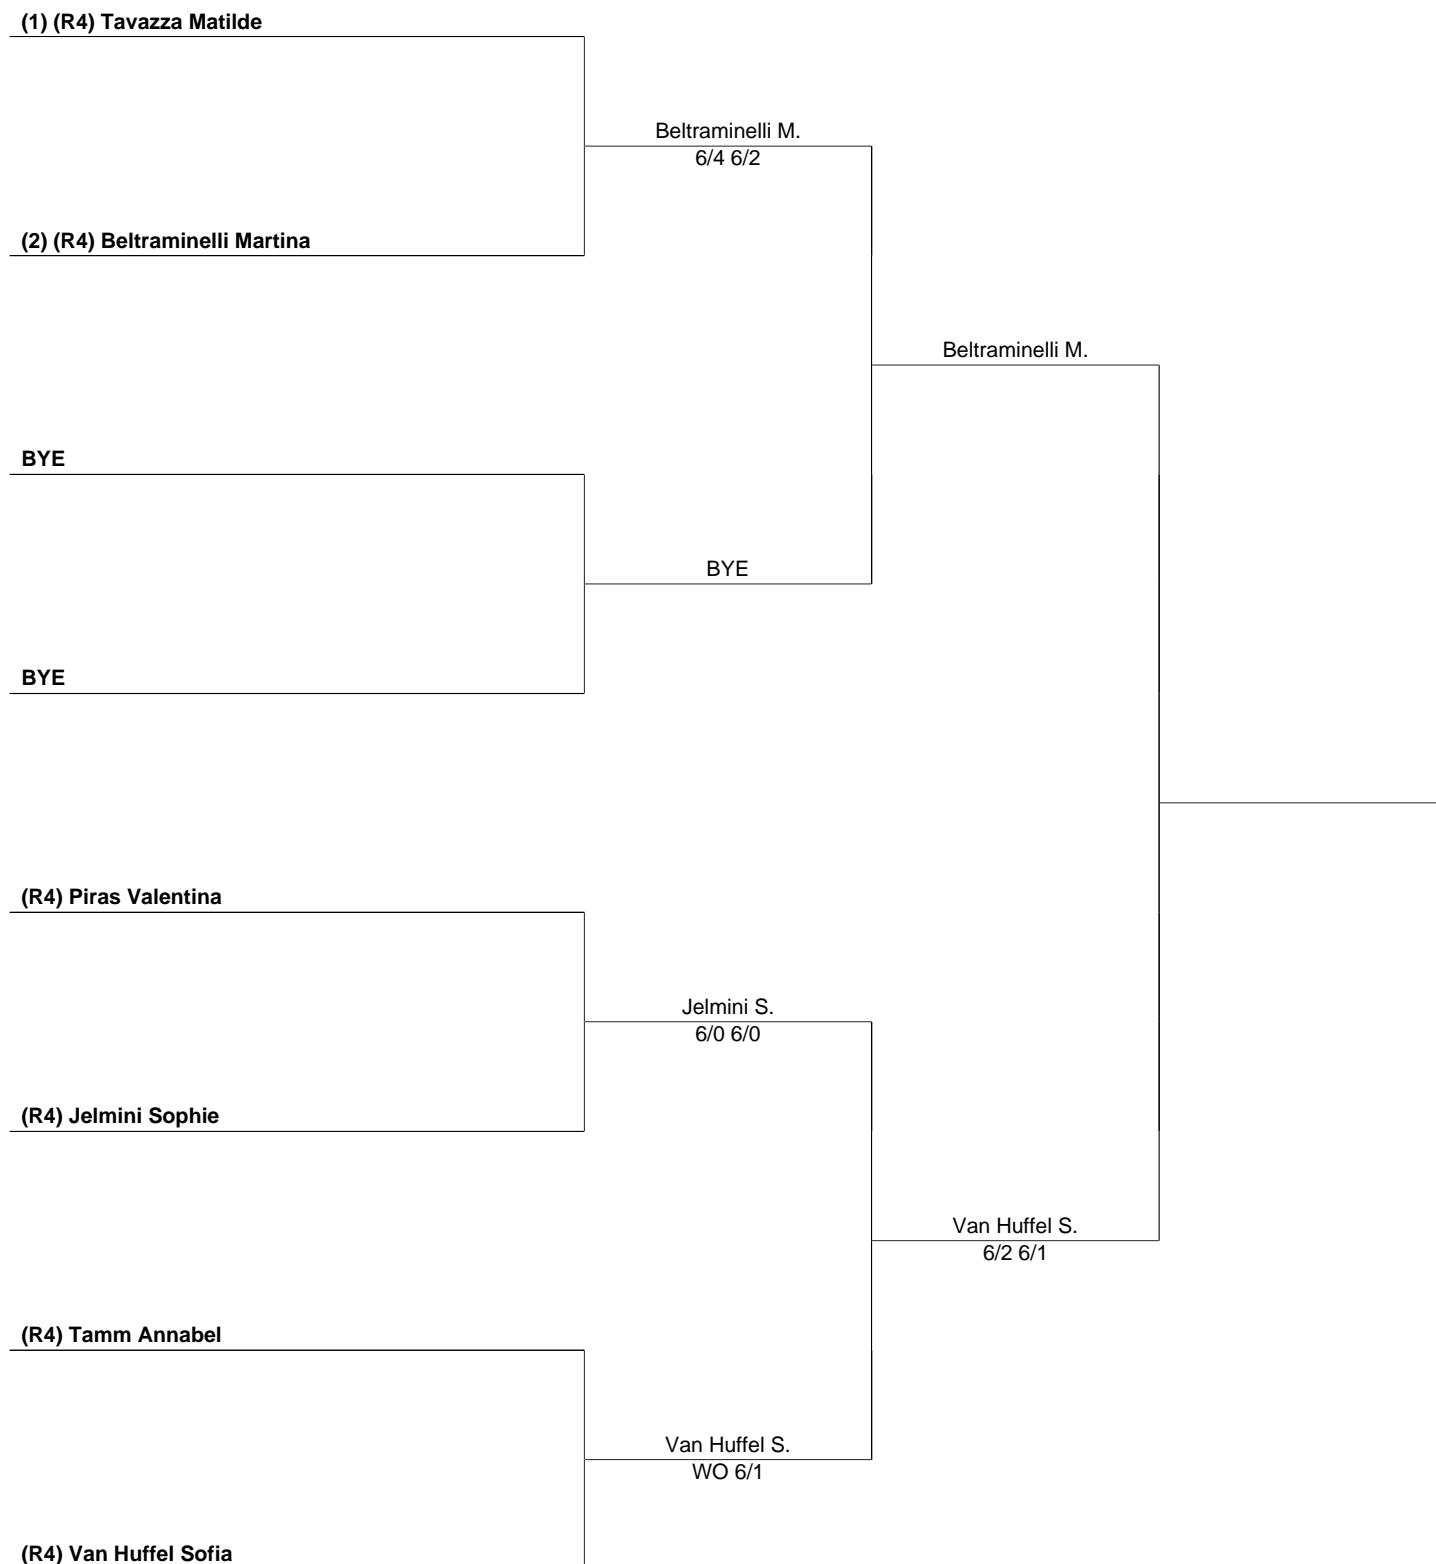 (1) (R4) Tavazza Matilde
Beltraminelli M.
6/4 6/2
(2) (R4) Beltraminelli Martina
Beltraminelli M.
BYE
BYE
BYE
(R4) Piras Valentina
Jelmini S.
6/0 6/0
(R4) Jelmini Sophie
Van Huffel S.
6/2 6/1
(R4) Tamm Annabel
Van Huffel S.
WO 6/1
(R4) Van Huffel Sofia